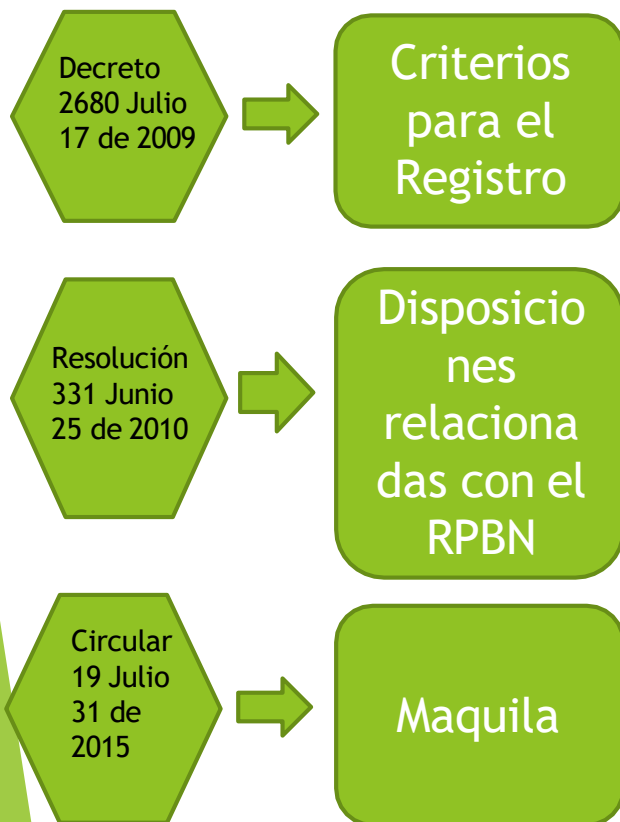 Decreto
2680 Julio
17 de 2009
Criterios
para el
Registro
Resolución
331 Junio
25 de 2010
Disposicio
nes
relaciona
das con el
RPBN
Circular
19 Julio
31 de
2015
Maquila